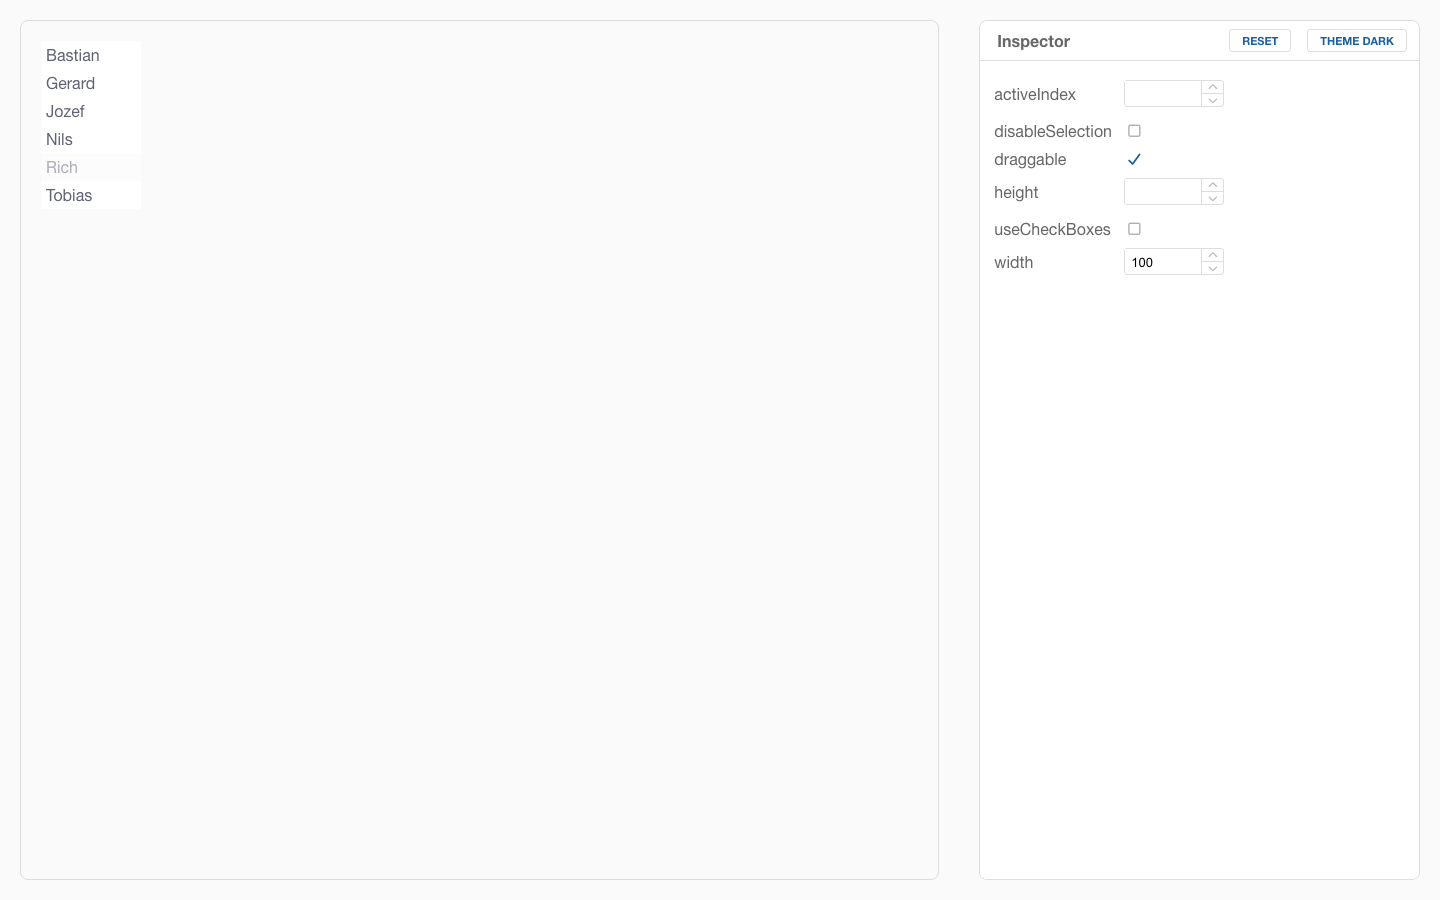 Bastian
Gerard
Jozef
Nils
Rich
Tobias
Inspector
RESET
THEME DARK
activeIndex
disableSelection
draggable
height
useCheckBoxes
width
100